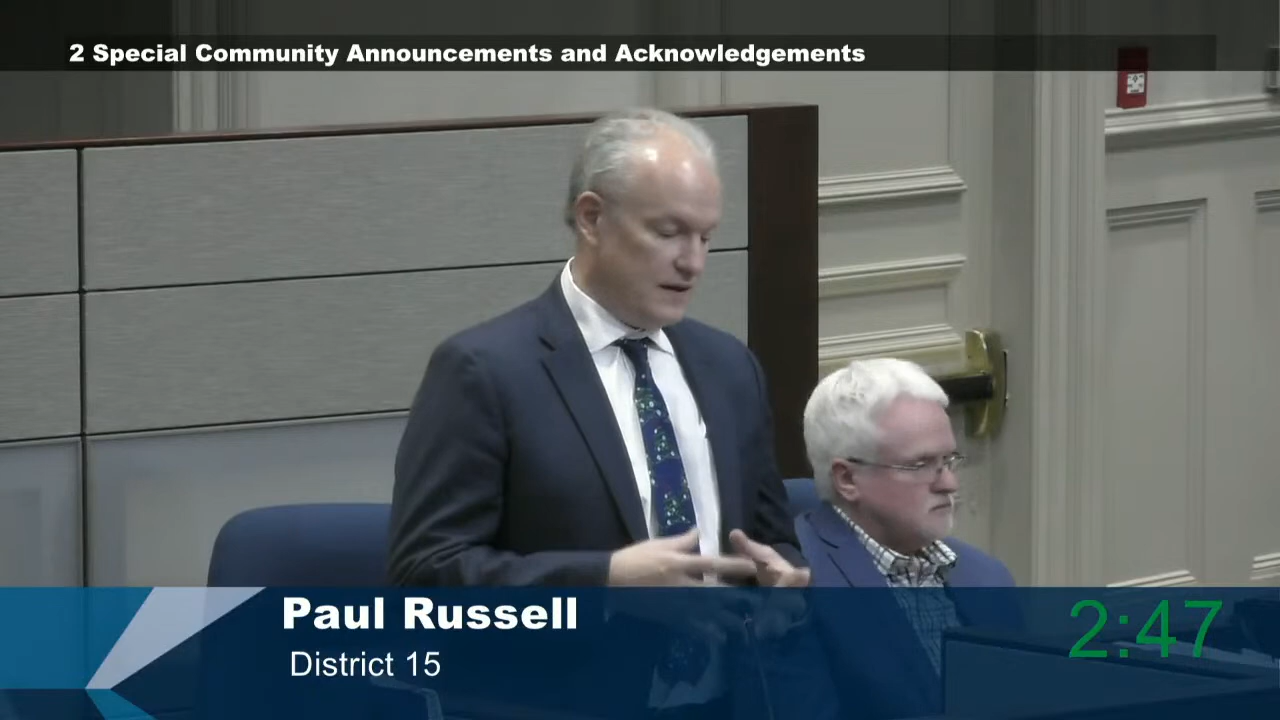 2 Special Community Announcements and Acknowledgements
Paul Russell
District 15
2:47